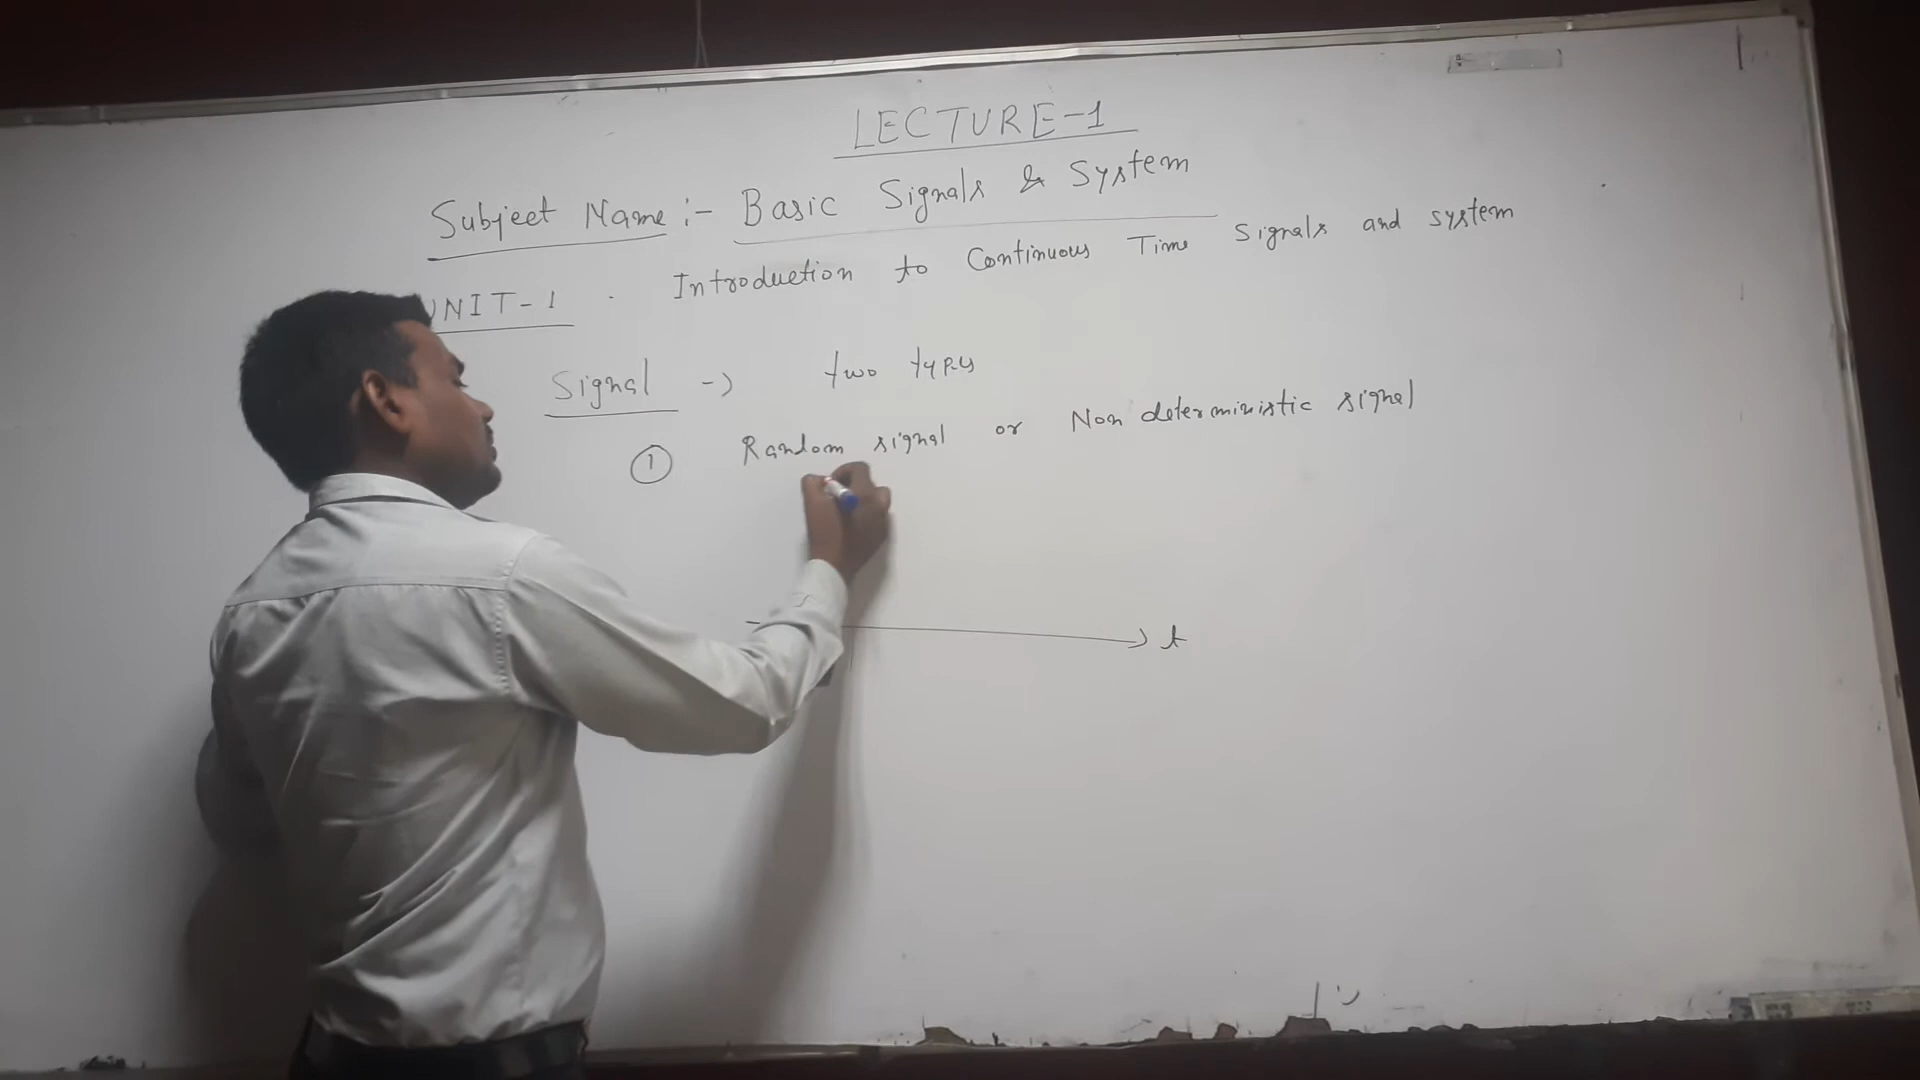 LECTURE-1
Subject Name :- Basic Signals & System
UNIT-1 . Introduction to Continuous Time Signals and system
Signal -> two types
① Random signal or Non deterministic signal
t